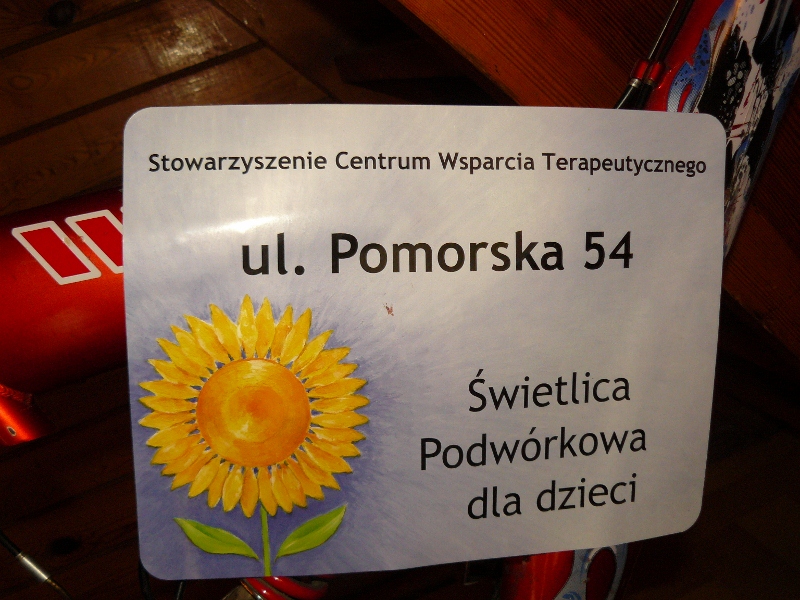 Stowarzyszenie Centrum Wsparcia Terapeutycznego
ul. Pomorska 54
Świetlica
Podwórkowa
dla dzieci